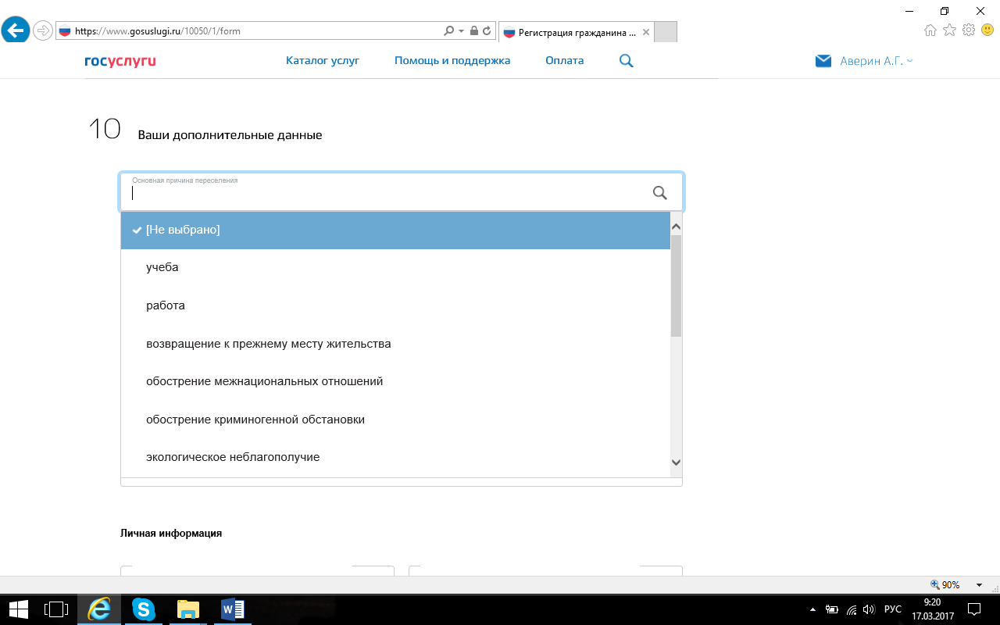 https://www.gosuslugi.ru/10050/1/form
Регистрация гражданина ...
госуслуги
Каталог услуг
Помощь и поддержка
Оплата
Аверин А.Г.
10
Ваши дополнительные данные
Основная причина переселения
[Не выбрано]
учеба
работа
возвращение к прежнему месту жительства
обострение межнациональных отношений
обострение криминогенной обстановки
экологическое неблагополучие
Личная информация
90%
РУС
9:20
17.03.2017